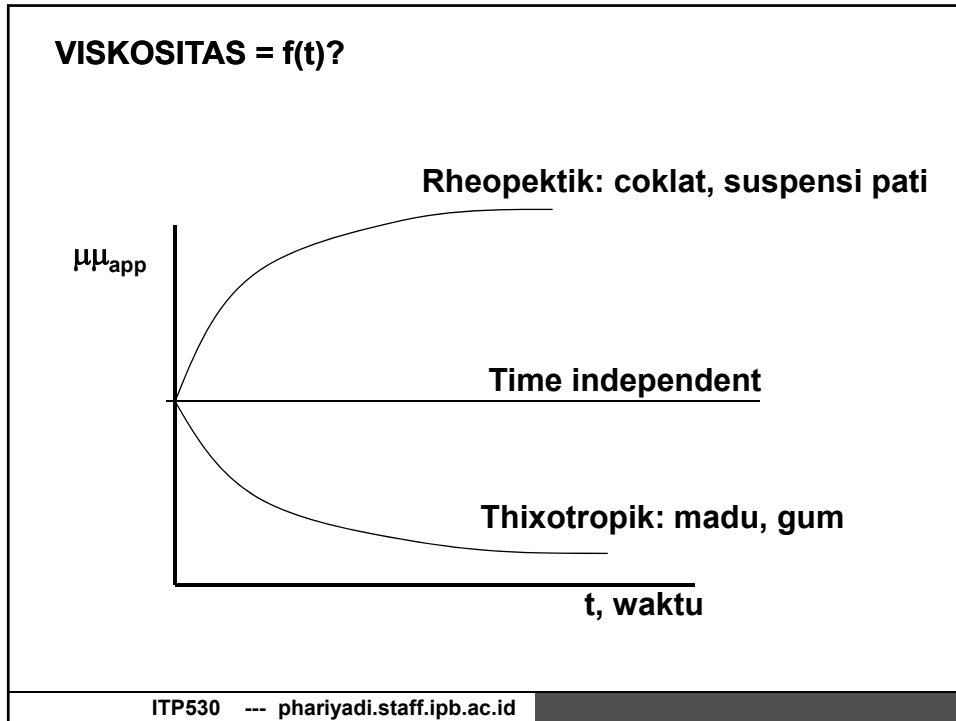 VISKOSITAS = f(t)?
Rheopektik: coklat, suspensi pati
μμapp
Time independent
Thixotropik: madu, gum
t, waktu
ITP530 --- phariyadi.staff.ipb.ac.id